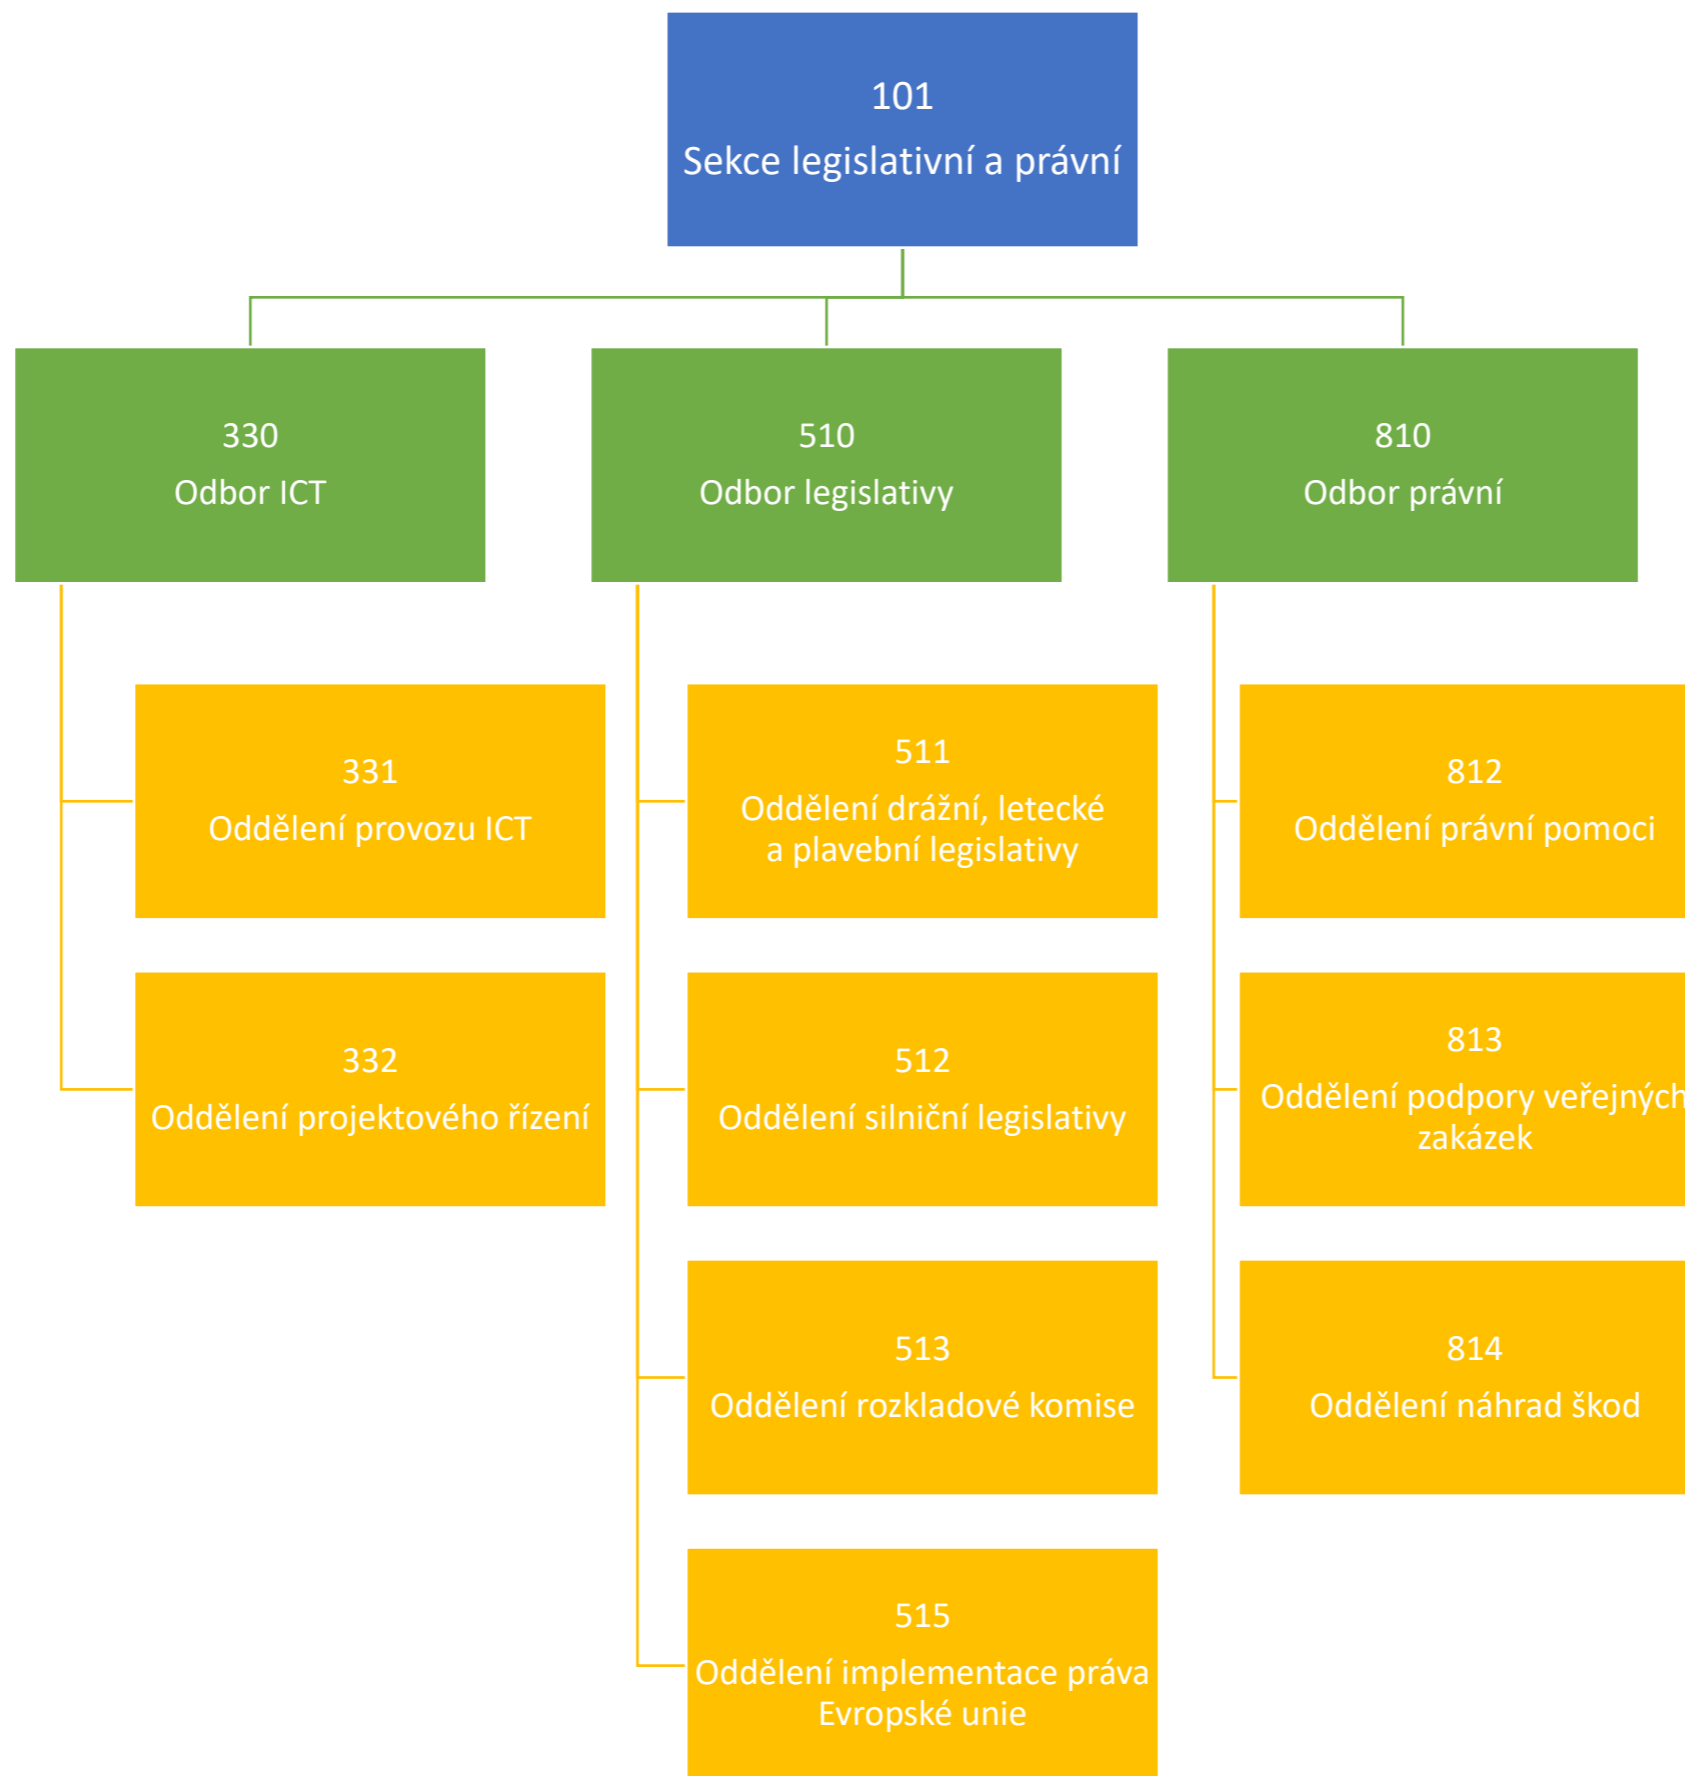 101
Sekce legislativní a právní
330
Odbor ICT
510
Odbor legislativy
810
Odbor právní
331
Oddělení provozu ICT
511
Oddělení drážní, letecké
a plavební legislativy
812
Oddělení právní pomoci
332
Oddělení projektového řízení
512
Oddělení silniční legislativy
813
Oddělení podpory veřejných
zakázek
513
Oddělení rozkladové komise
814
Oddělení náhrad škod
515
Oddělení implementace práva
Evropské unie